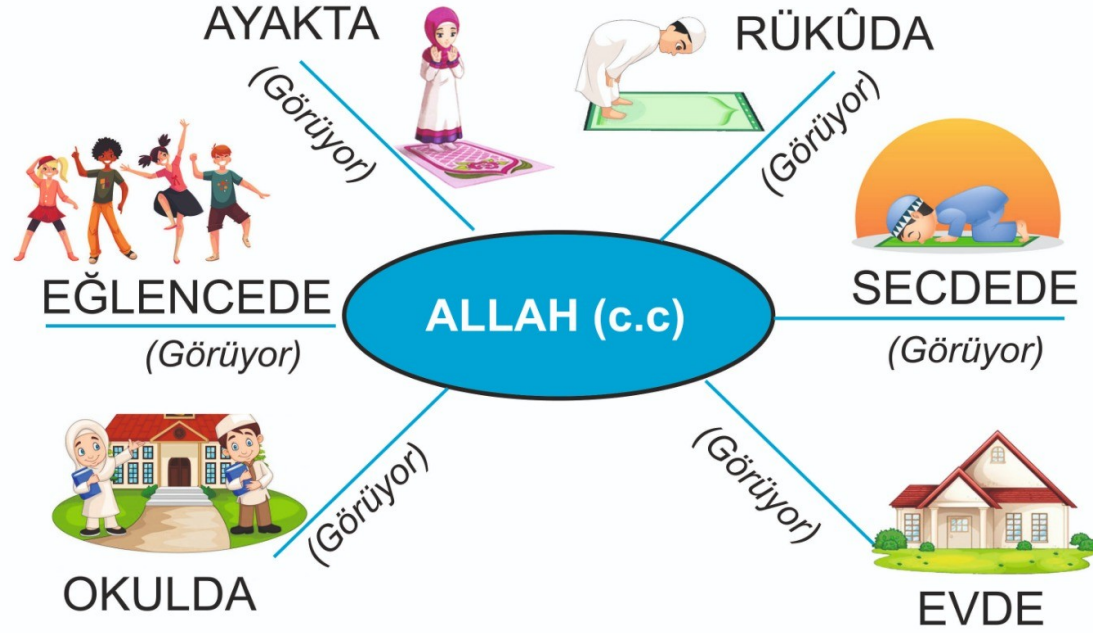 AYAKTA
(Görüyor)
RÜKÛDA
(Görüyor)
EĞLENCEDE
(Görüyor)
ALLAH (c.c)
SECDEDE
(Görüyor)
OKULDA
(Görüyor)
EVDE
(Görüyor)